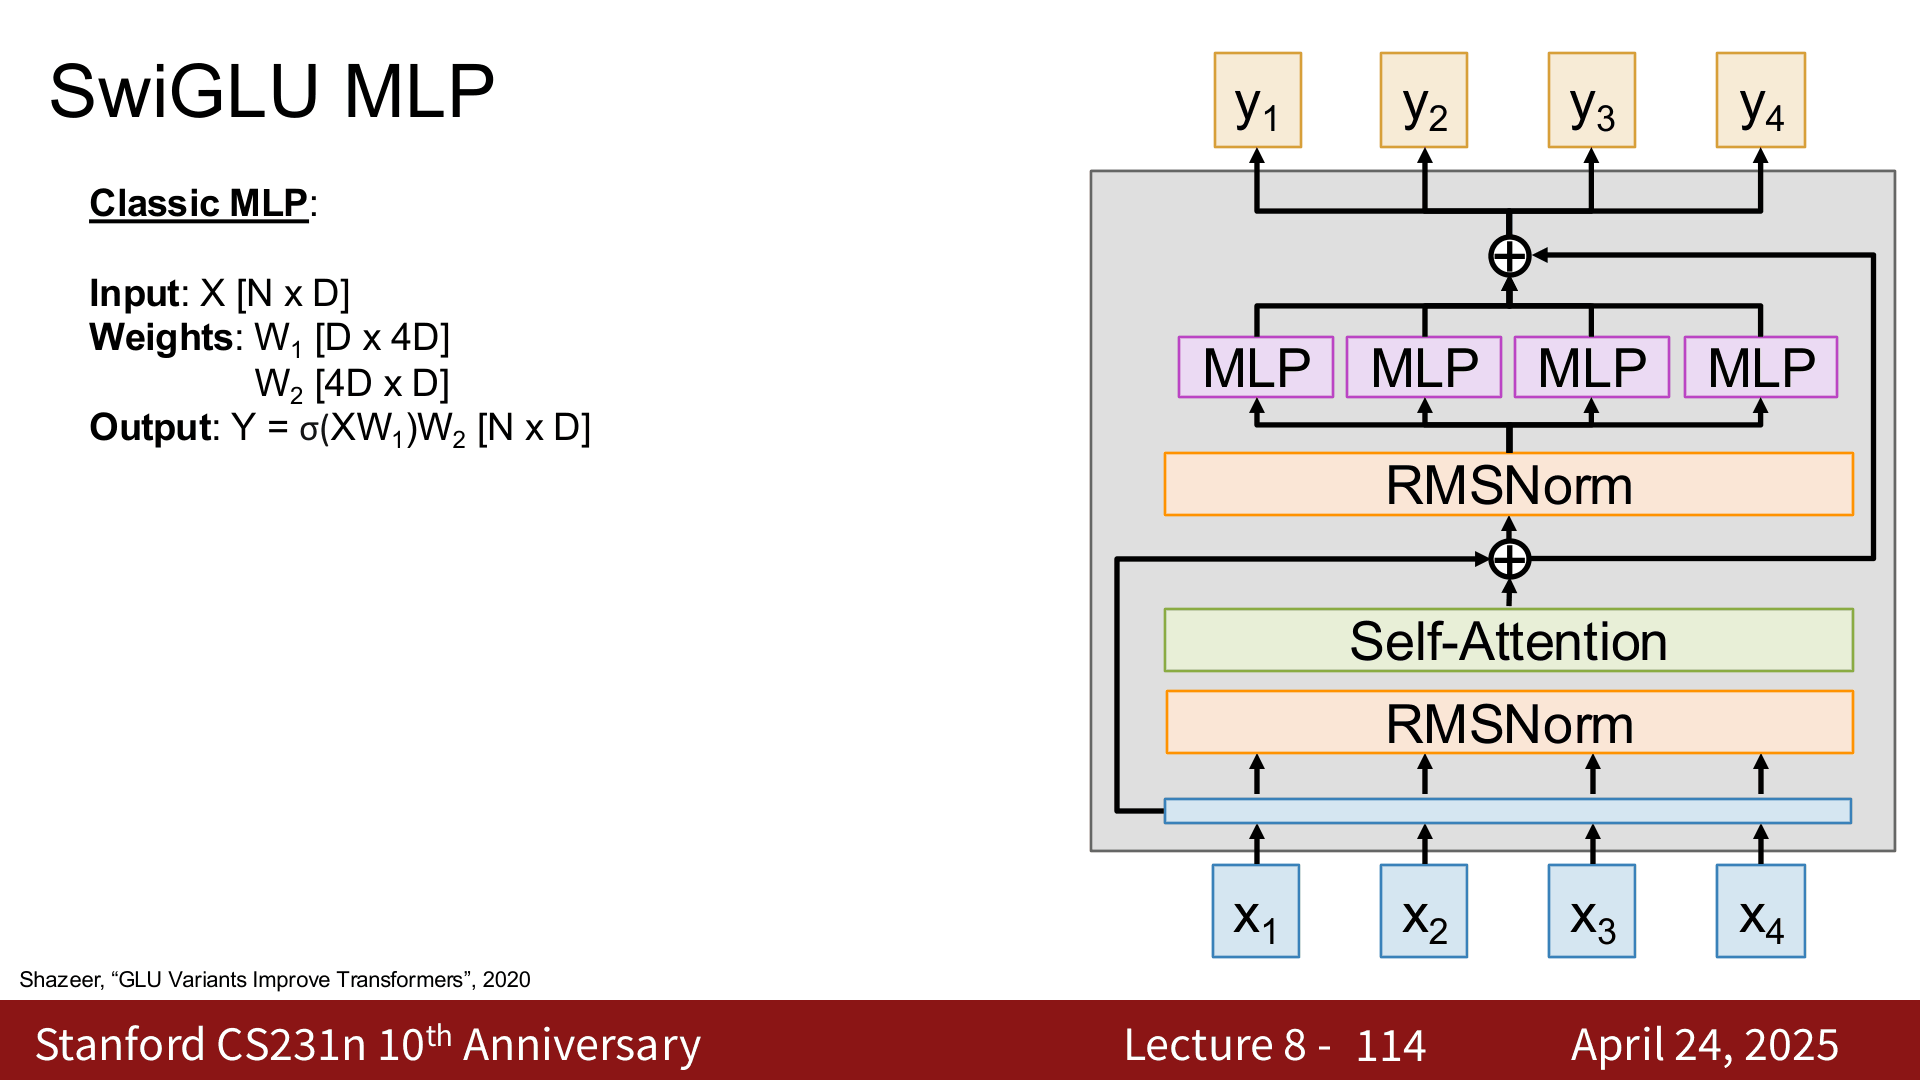 SwiGLU MLP
Classic MLP:
Input: X [N x D]
Weights: W₁ [D x 4D]
W₂ [4D x D]
Output: Y = σ(XW₁)W₂ [N x D]
y₁ y₂ y₃ y₄
MLP MLP MLP MLP
RMSNorm
Self-Attention
RMSNorm
x₁ x₂ x₃ x₄
Shazeer, “GLU Variants Improve Transformers”, 2020
Stanford CS231n 10ᵗʰ Anniversary Lecture 8 - 114 April 24, 2025